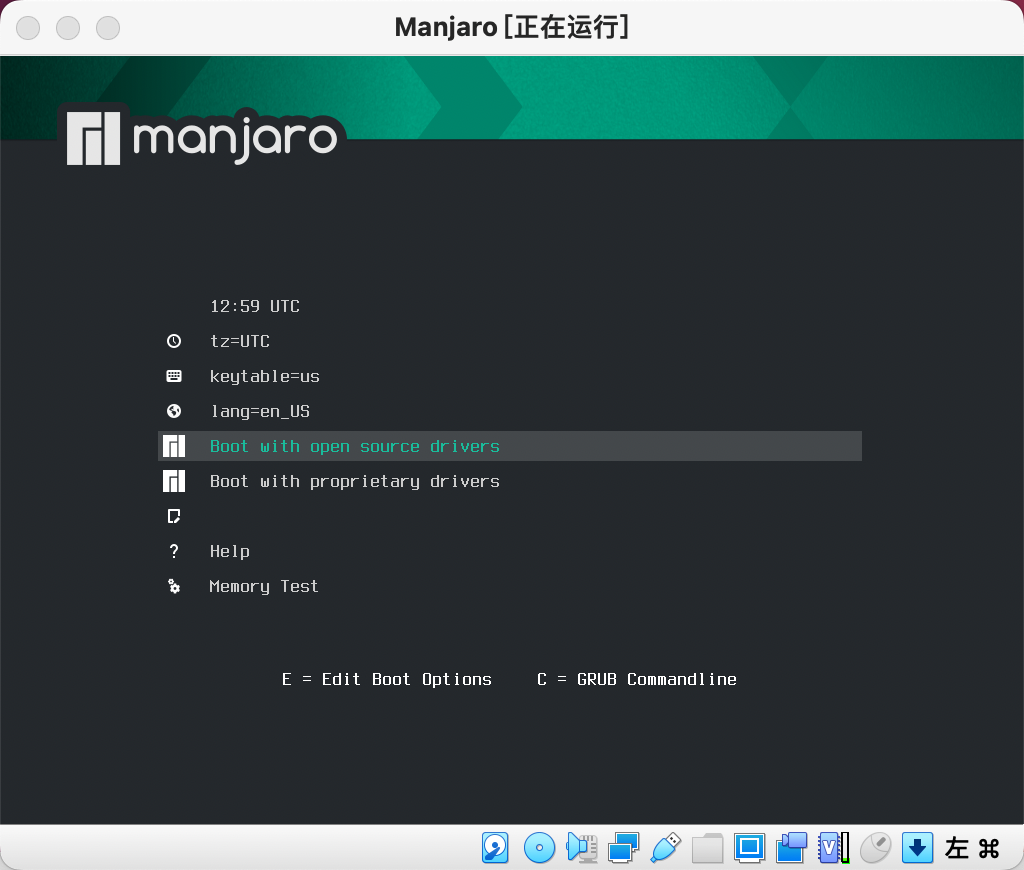 Manjaro [正在运行]
manjaro
12:59 UTC
tz=UTC
keytable=us
lang=en_US
Boot with open source drivers
Boot with proprietary drivers
? Help
Memory Test
E = Edit Boot Options C = GRUB Commandline
V 左 ⌘